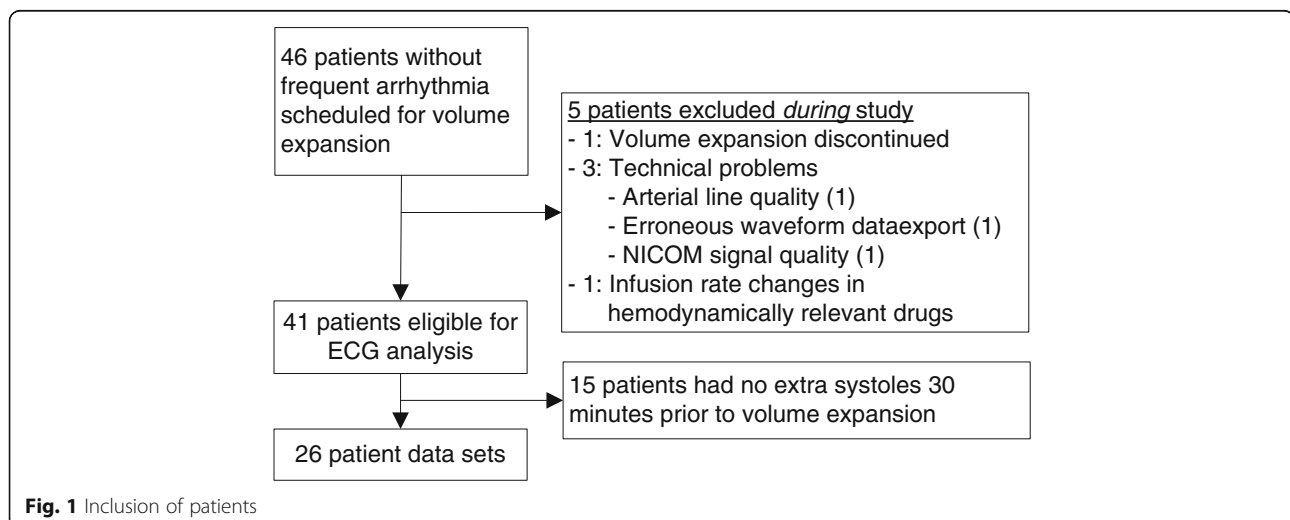 46 patients without
frequent arrhythmia
scheduled for volume
expansion
5 patients excluded during study
- 1: Volume expansion discontinued
- 3: Technical problems
- Arterial line quality (1)
- Erroneous waveform dataexport (1)
- NICOM signal quality (1)
- 1: Infusion rate changes in
hemodynamically relevant drugs
41 patients eligible for
ECG analysis
15 patients had no extra systoles 30
minutes prior to volume expansion
26 patient data sets
Fig. 1 Inclusion of patients